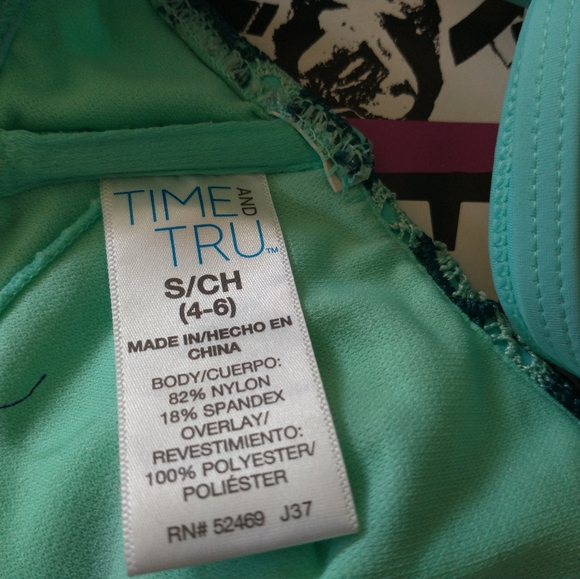 TIME AND
TRU™
S/CH
(4-6)
MADE IN/HECHO EN
CHINA
BODY/CUERPO:
82% NYLON
18% SPANDEX
OVERLAY/
REVESTIMIENTO:
100% POLYESTER/
POLIÉSTER
RN# 52469 J37